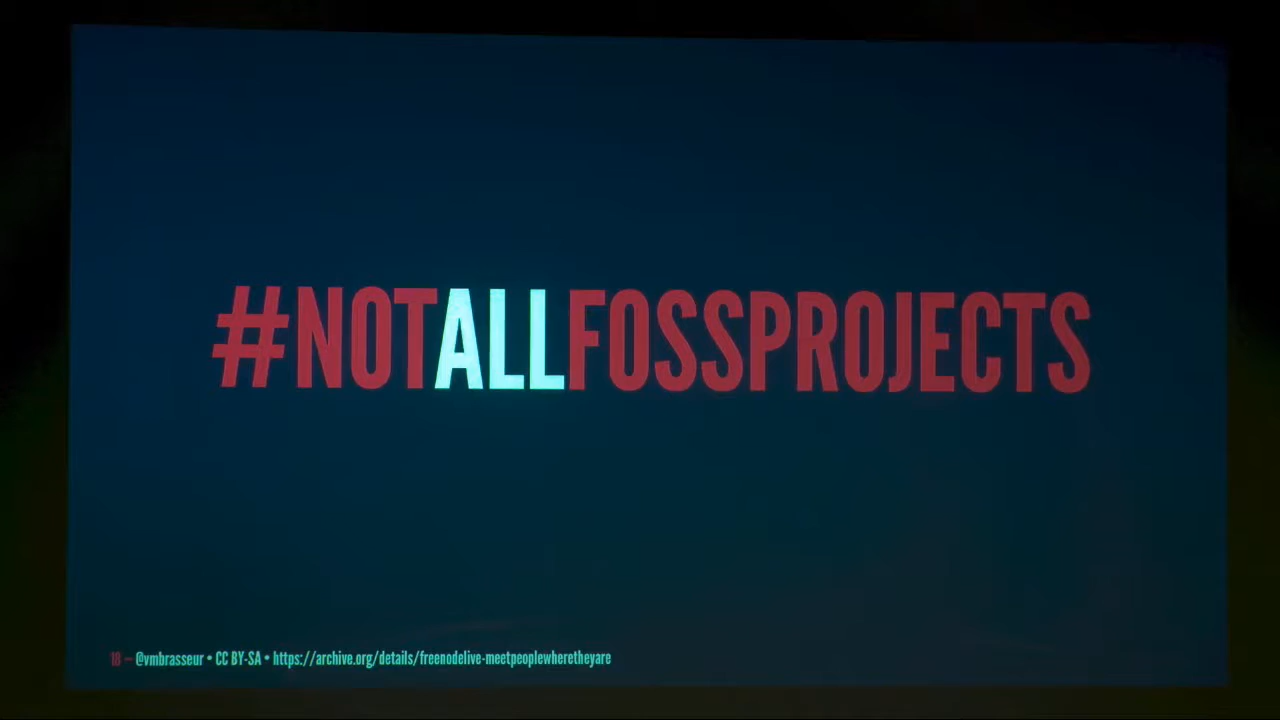 #NOTALLFOSSPROJECTS
18 – @vmbrasseur • CC BY-SA • https://archive.org/details/freenodelive-meetpeoplewheretheyare